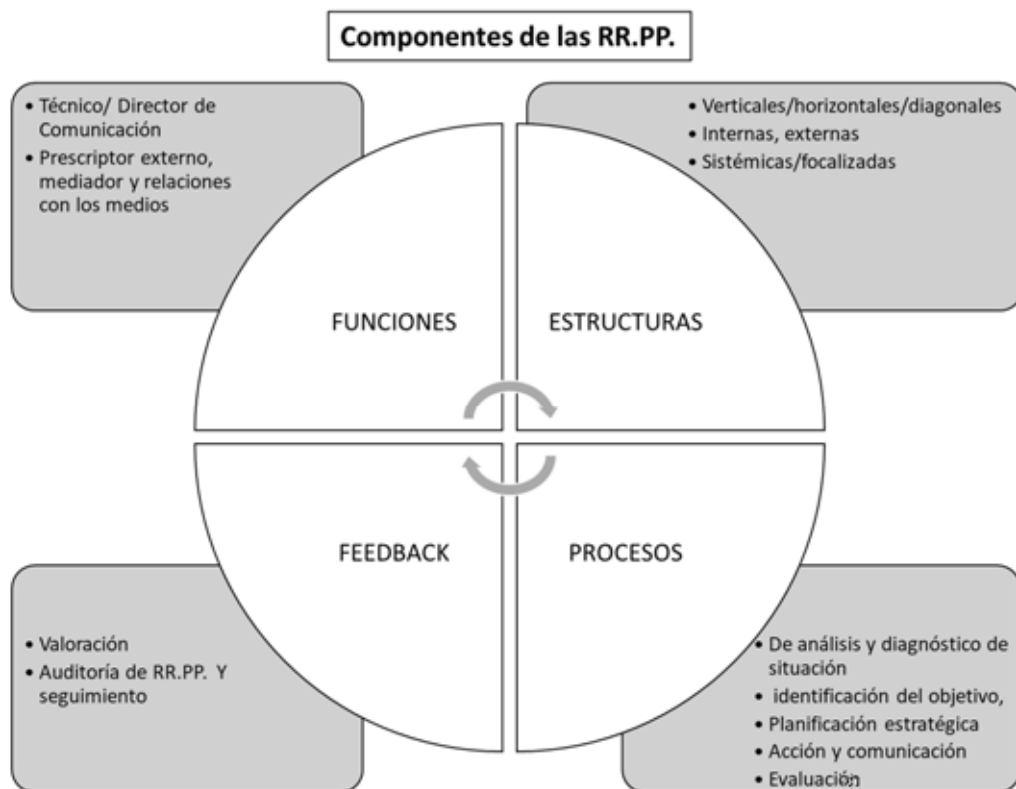 Componentes de las RR.PP.
• Técnico/ Director de
Comunicación
• Prescriptor externo,
mediador y relaciones
con los medios
• Verticales/horizontales/diagonales
• Internas, externas
• Sistémicas/focalizadas
FUNCIONES
ESTRUCTURAS
FEEDBACK
PROCESOS
• Valoración
• Auditoría de RR.PP. Y
seguimiento
• De análisis y diagnóstico de
situación
• identificación del objetivo,
• Planificación estratégica
• Acción y comunicación
• Evaluación